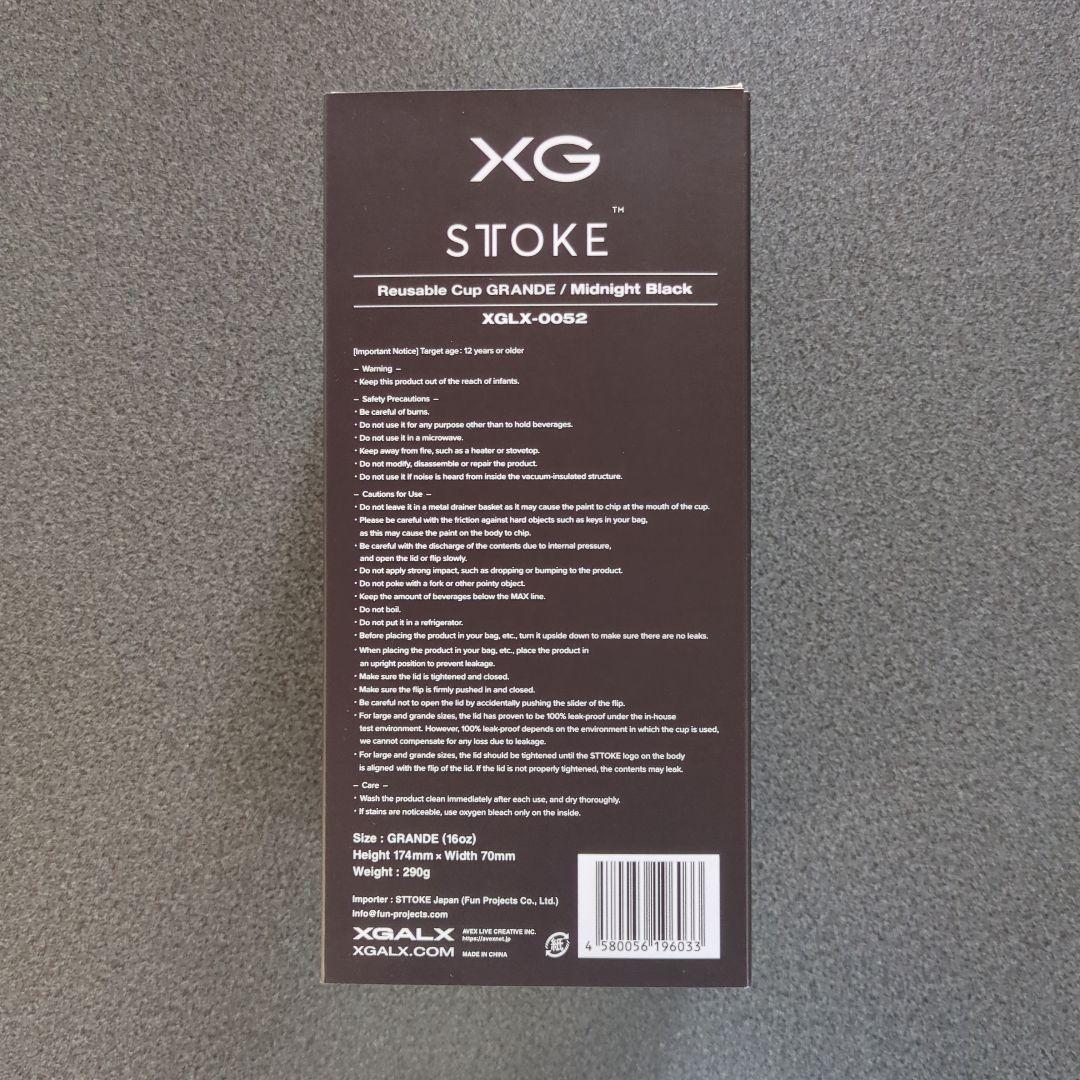 XG
STTOKE™
Reusable Cup GRANDE / Midnight Black
XGLX-0052
[Important Notice] Target age : 12 years or older
– Warning –
・Keep this product out of the reach of infants.
– Safety Precautions –
・Be careful of burns.
・Do not use it for any purpose other than to hold beverages.
・Do not use it in a microwave.
・Keep away from fire, such as a heater or stovetop.
・Do not modify, disassemble or repair the product.
・Do not use if noise is heard from inside the vacuum-insulated structure.
– Cautions for Use –
・Do not leave it in a metal drainer basket as it may cause the paint to chip at the mouth of the cup.
・Please be careful with the friction against hard objects such as keys in your bag,
as this may cause the paint on the body to chip.
・Be careful with the discharge of the contents due to internal pressure,
and open the lid or flip slowly.
・Do not apply strong impact, such as dropping or bumping to the product.
・Do not poke with a fork or other pointy object.
・Keep the amount of beverages below the MAX line.
・Do not boil.
・Do not put it in a refrigerator.
・Before placing the product in your bag, etc., turn it upside down to make sure there are no leaks.
・When placing the product in your bag, etc., place the product in
an upright position to prevent leakage.
・Make sure the lid is tightened and closed.
・Make sure the flip is firmly pushed in and closed.
・Be careful not to open the lid by accidentally pushing the slider of the flip.
・For large and grande sizes, the lid has proven to be 100% leak-proof under the in-house
test environment. However, 100% leak-proof depends on the environment in which the cup is used,
we cannot compensate for any loss due to leakage.
・For large and grande sizes, the lid should be tightened until the STTOKE logo on the body
is aligned with the flip of the lid. If the lid is not properly tightened, the contents may leak.
– Care –
・Wash the product clean immediately after each use, and dry thoroughly.
・If stains are noticeable, use oxygen bleach only on the inside.
Size : GRANDE (16oz)
Height 174mm × Width 70mm
Weight : 290g
Importer : STTOKE Japan (Fun Projects Co., Ltd.)
info@fun-projects.com
XGALX
XGALX.COM
AVEX LIVE CREATIVE INC.
https://avexnet.jp
MADE IN CHINA
紙
4 580056 196033